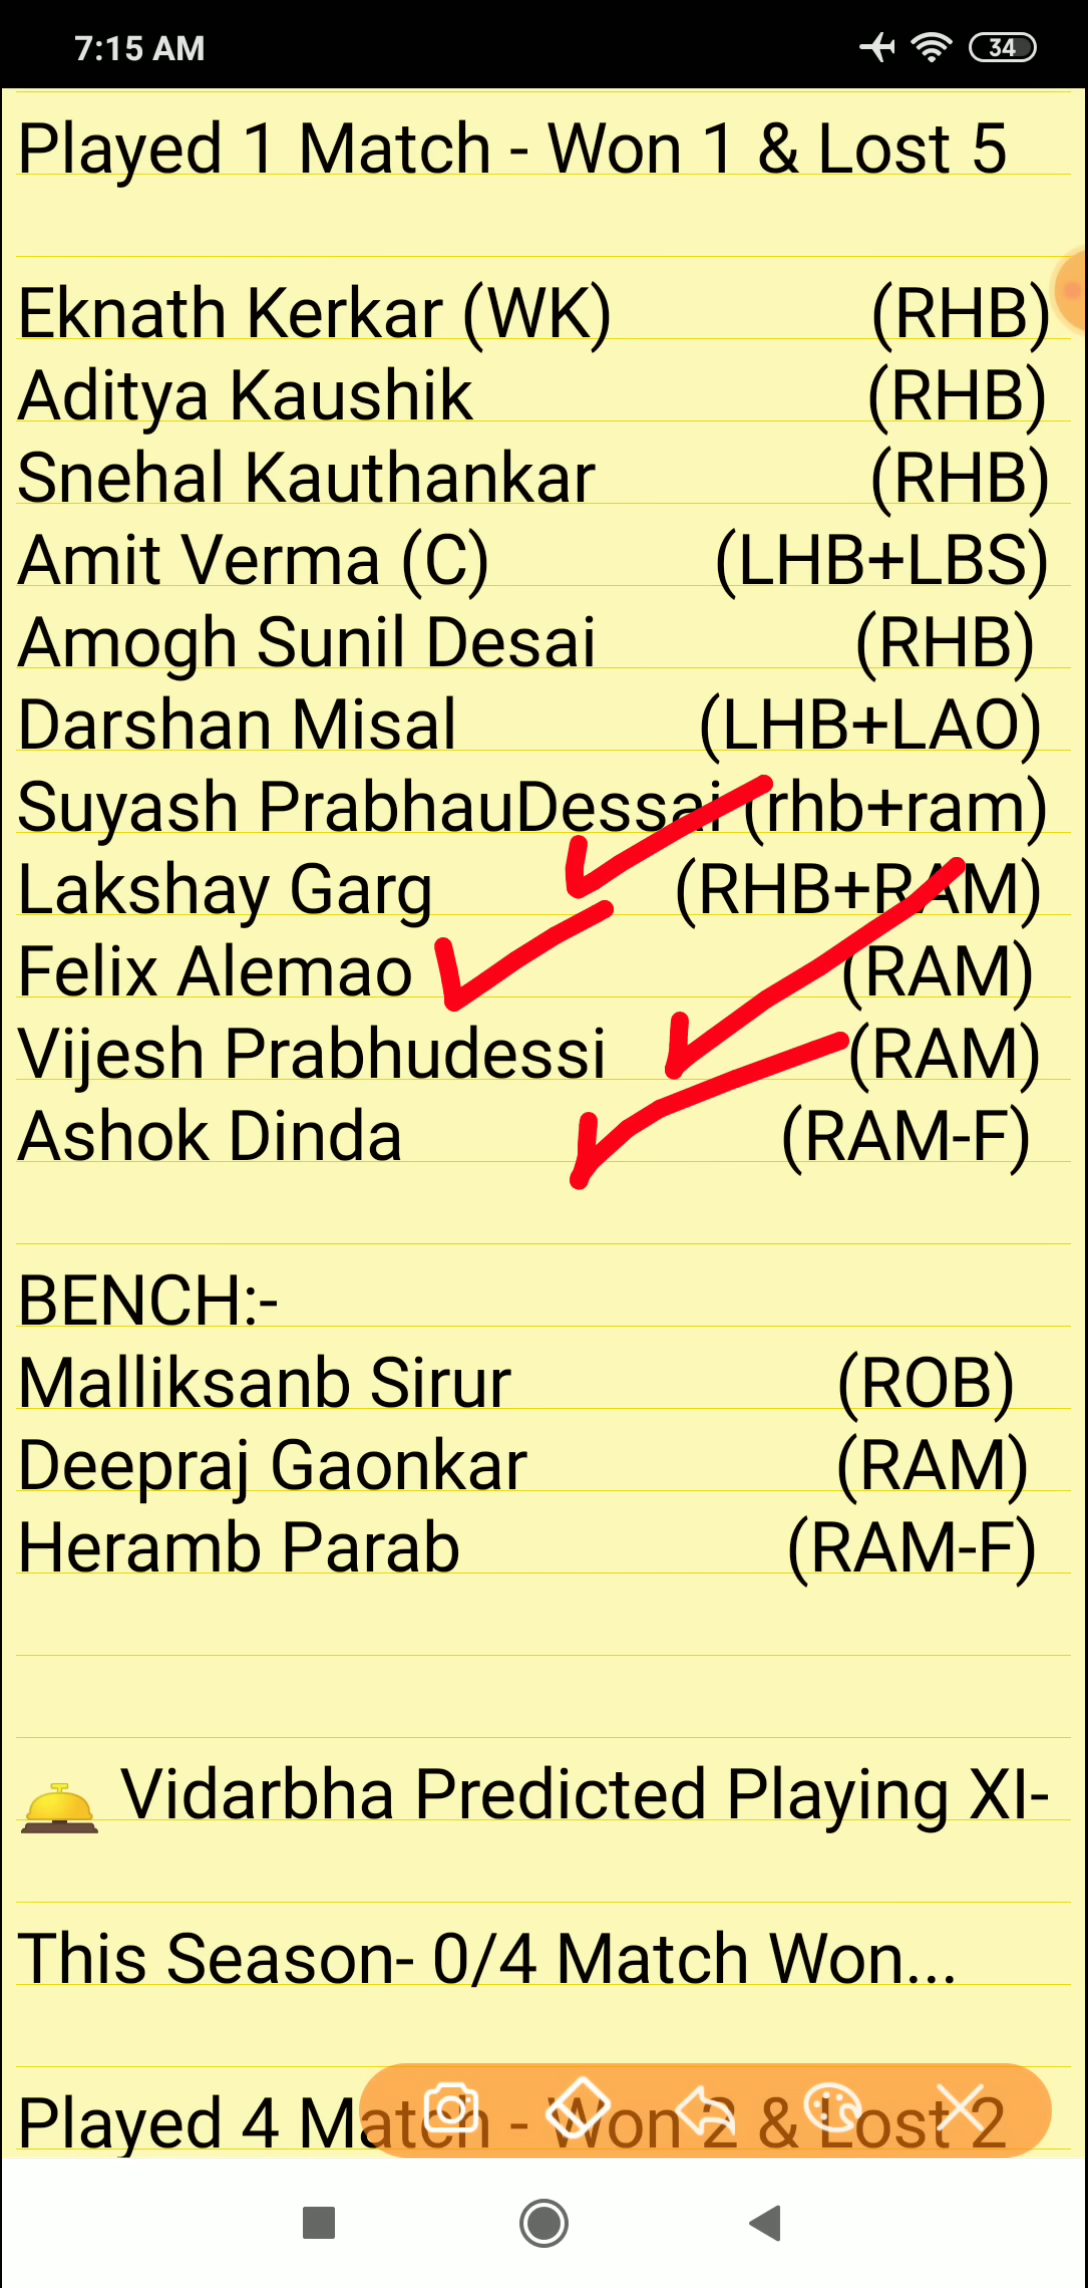 7:15 AM
34
Played 1 Match - Won 1 & Lost 5
Eknath Kerkar (WK) (RHB)
Aditya Kaushik (RHB)
Snehal Kauthankar (RHB)
Amit Verma (C) (LHB+LBS)
Amogh Sunil Desai (RHB)
Darshan Misal (LHB+LAO)
Suyash PrabhauDessai (rhb+ram)
Lakshay Garg (RHB+RAM)
Felix Alemao (RAM)
Vijesh Prabhudessi (RAM)
Ashok Dinda (RAM-F)
BENCH:-
Malliksanb Sirur (ROB)
Deepraj Gaonkar (RAM)
Heramb Parab (RAM-F)
Vidarbha Predicted Playing XI-
This Season- 0/4 Match Won...
Played 4 Match - Won 2 & Lost 2